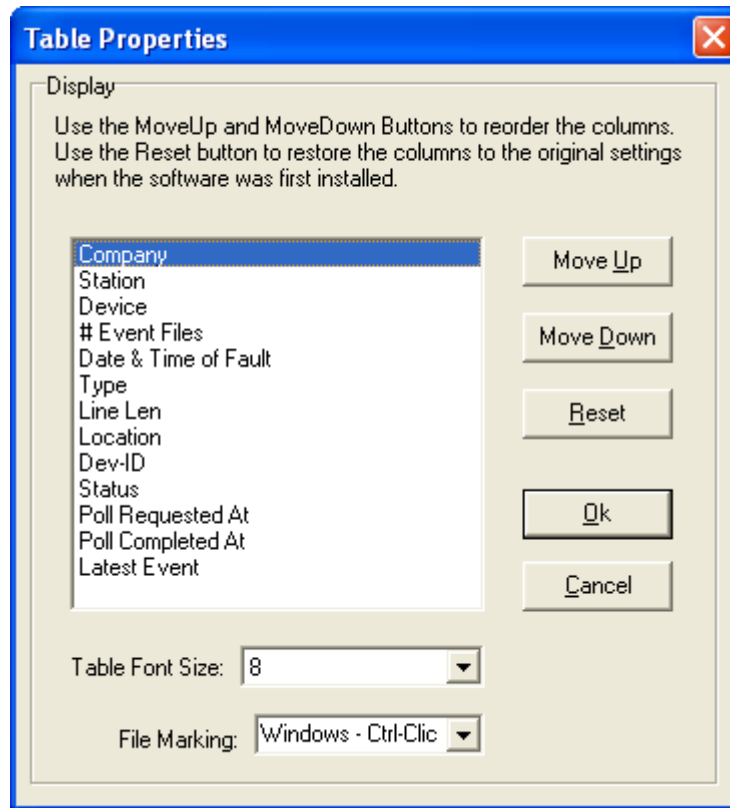 Table Properties
Display
Use the MoveUp and MoveDown Buttons to reorder the columns.
Use the Reset button to restore the columns to the original settings
when the software was first installed.
Company
Station
Device
# Event Files
Date & Time of Fault
Type
Line Len
Location
Dev-ID
Status
Poll Requested At
Poll Completed At
Latest Event
Move Up
Move Down
Reset
Ok
Cancel
Table Font Size: 8
File Marking: Windows - Ctrl-Clic